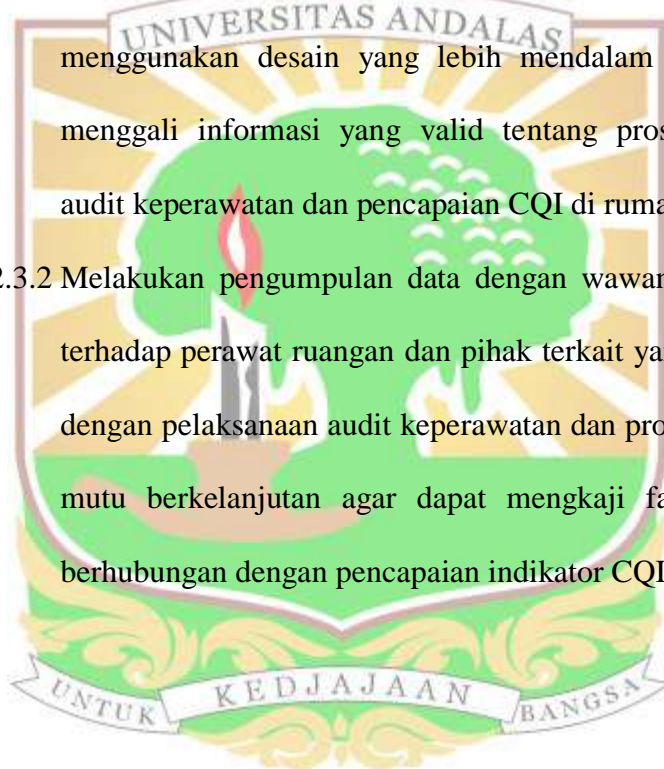 UNIVERSITAS ANDALAS
menggunakan desain yang lebih mendalam
menggali informasi yang valid tentang pros
audit keperawatan dan pencapaian CQI di ruma
2.3.2 Melakukan pengumpulan data dengan wawan
terhadap perawat ruangan dan pihak terkait ya
dengan pelaksanaan audit keperawatan dan pro
mutu berkelanjutan agar dapat mengkaji fa
berhubungan dengan pencapaian indikator CQI
UNTUK KEDJAJAAN BANGSA